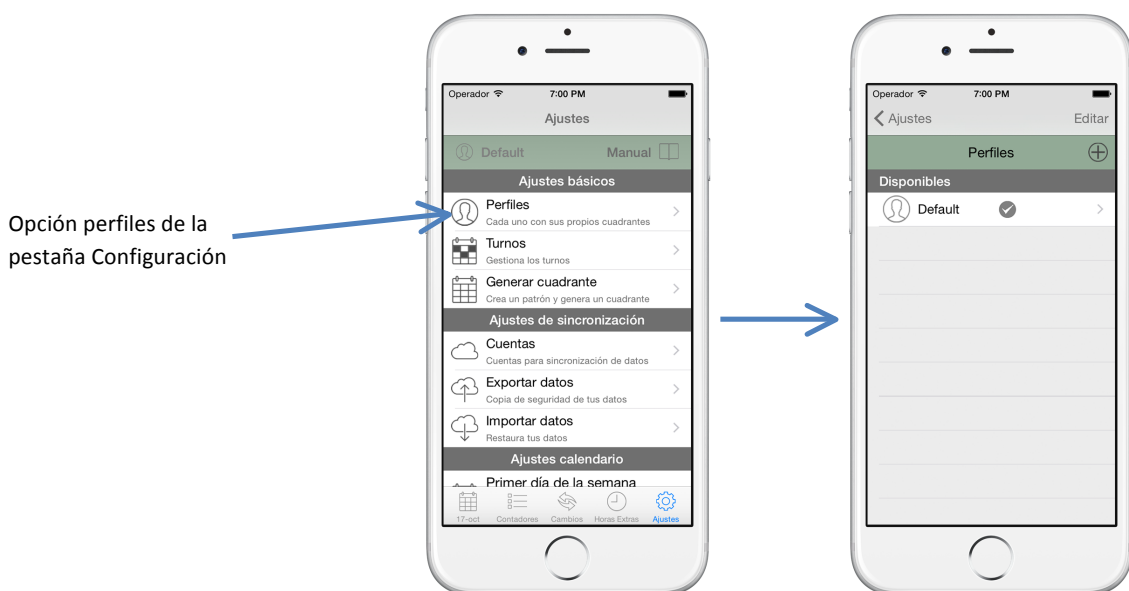 Opción perfiles de la
pestaña Configuración
Operador 7:00 PM
Ajustes
Default Manual
Ajustes básicos
Perfiles
Cada uno con sus propios cuadrantes
Turnos
Gestiona los turnos
Generar cuadrante
Crea un patrón y genera un cuadrante
Ajustes de sincronización
Cuentas
Cuentas para sincronización de datos
Exportar datos
Copia de seguridad de tus datos
Importar datos
Restaura tus datos
Ajustes calendario
Primer día de la semana
17-oct Contadores Cambios Horas Extras Ajustes
Operador 7:00 PM
Ajustes Editar
Perfiles
Disponibles
Default